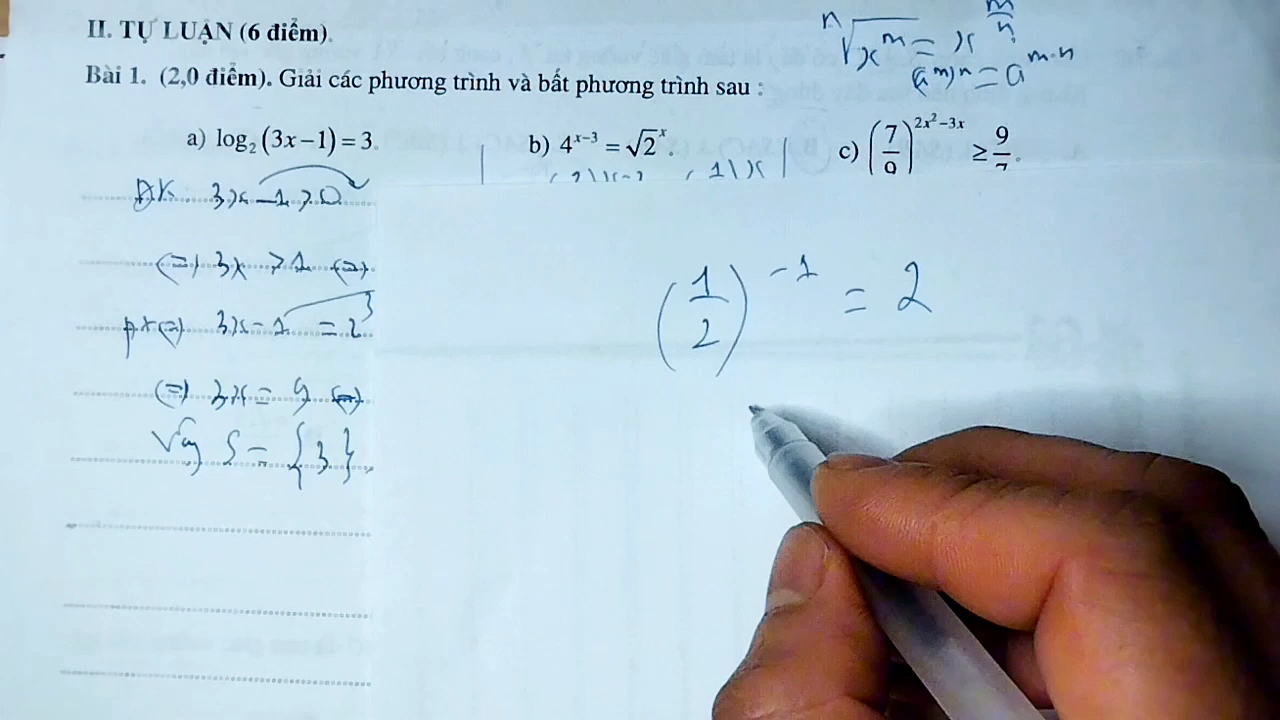 II. TỰ LUẬN (6 điểm).
ⁿ√xᵐ = x^(m/n)
(aᵐ)ⁿ = a^(m·n)
Bài 1. (2,0 điểm). Giải các phương trình và bất phương trình sau :
a) log₂(3x−1) = 3.
b) 4^(x−3) = √2^x.
c) (7/9)^(2x²−3x) ≥ 9/7.
ĐK: 3x − 1 > 0
(=) 3x > 1 (=)
pt (=) 3x − 1 = 2³
(=) 3x = 9 (=)
Vậy S = {3}
(1/2)^(−1) = 2